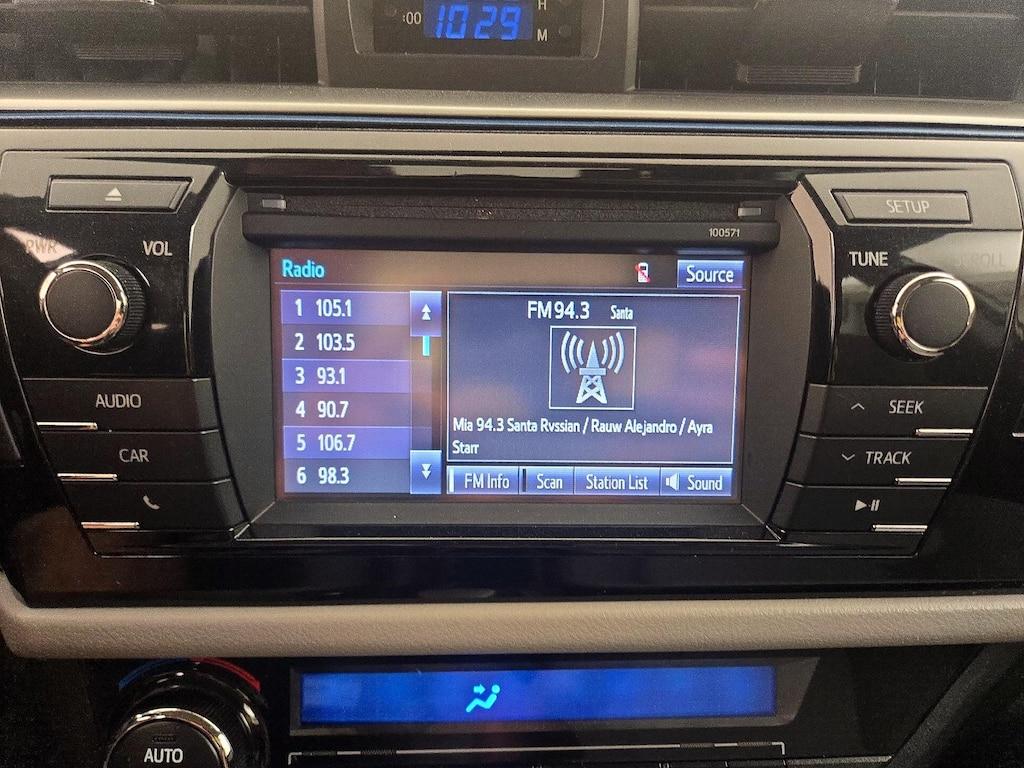 :00 10 29 H
M
SETUP
PWR VOL
100571
TUNE SCROLL
Radio
Source
1 105.1
2 103.5
3 93.1
4 90.7
5 106.7
6 98.3
FM 94.3 Santa
Mia 94.3 Santa Rvssian / Rauw Alejandro / Ayra
Starr
FM Info Scan Station List Sound
AUDIO
CAR
SEEK
TRACK
AUTO